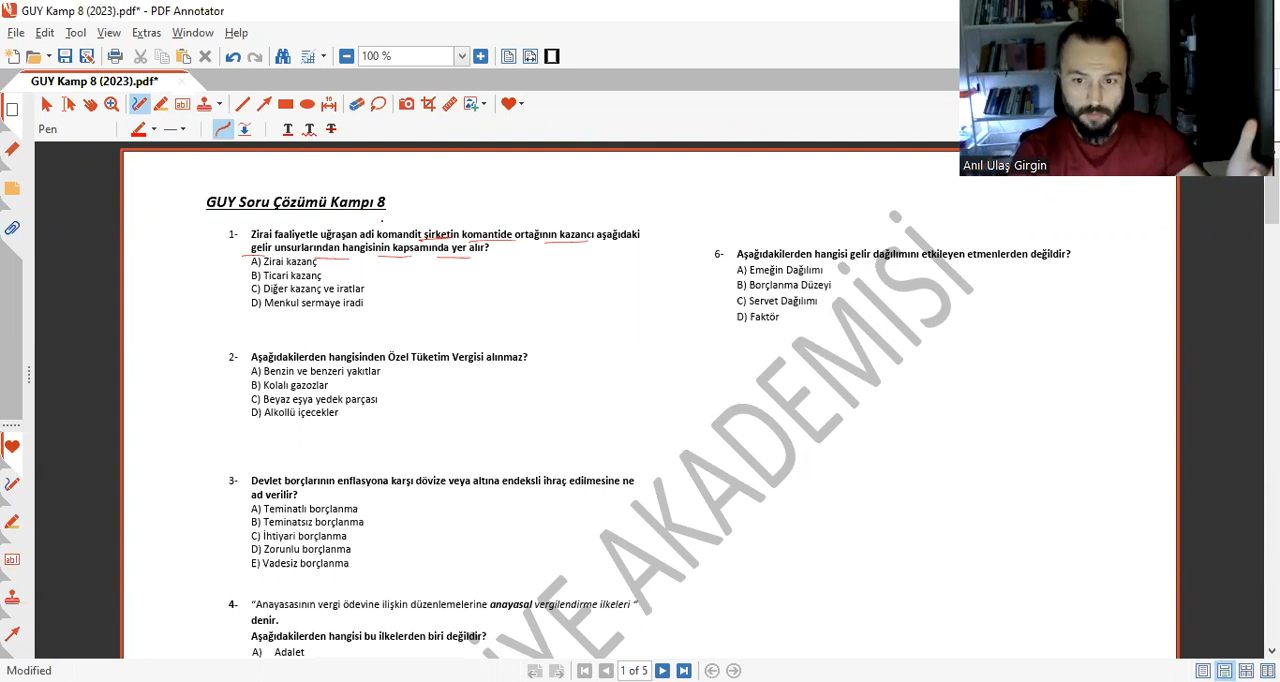 GUY Kamp 8 (2023).pdf* - PDF Annotator
File Edit Tool View Extras Window Help
100 %
GUY Kamp 8 (2023).pdf*
Pen
Anıl Ulaş Girgin
GUY Soru Çözümü Kampı 8
1- Zirai faaliyetle uğraşan adi komandit şirketin komantide ortağının kazancı aşağıdaki
gelir unsurlarından hangisinin kapsamında yer alır?
A) Zirai kazanç
B) Ticari kazanç
C) Diğer kazanç ve iratlar
D) Menkul sermaye iradi
2- Aşağıdakilerden hangisinden Özel Tüketim Vergisi alınmaz?
A) Benzin ve benzeri yakıtlar
B) Kolalı gazozlar
C) Beyaz eşya yedek parçası
D) Alkollü içecekler
3- Devlet borçlarının enflasyona karşı dövize veya altına endeksli ihraç edilmesine ne
ad verilir?
A) Teminatlı borçlanma
B) Teminatsız borçlanma
C) İhtiyari borçlanma
D) Zorunlu borçlanma
E) Vadesiz borçlanma
4- “Anayasasının vergi ödevine ilişkin düzenlemelerine anayasal vergilendirme ilkeleri “
denir.
Aşağıdakilerden hangisi bu ilkelerden biri değildir?
A) Adalet
6- Aşağıdakilerden hangisi gelir dağılımını etkileyen etmenlerden değildir?
A) Emeğin Dağılımı
B) Borçlanma Düzeyi
C) Servet Dağılımı
D) Faktör
İYE AKADEMİSİ
Modified
1 of 5